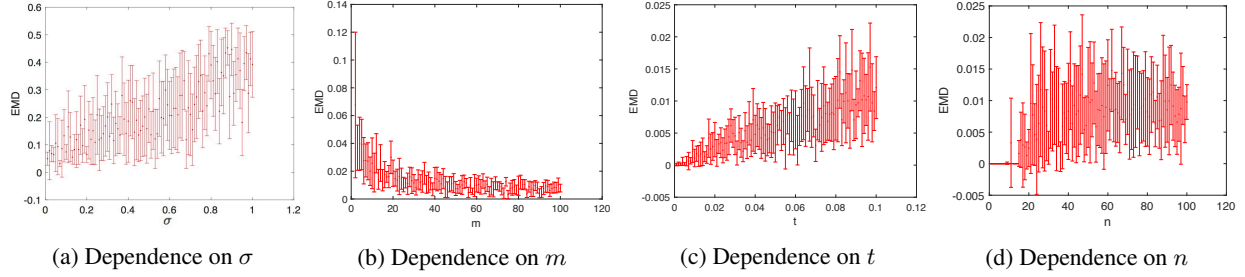 0.6
0.5
0.4
0.3
0.2
0.1
0
-0.1
EMD
0 0.2 0.4 0.6 0.8 1 1.2
σ
(a) Dependence on σ
0.14
0.12
0.1
0.08
0.06
0.04
0.02
0
EMD
0 20 40 60 80 100 120
m
(b) Dependence on m
0.025
0.02
0.015
0.01
0.005
0
-0.005
EMD
0 0.02 0.04 0.06 0.08 0.1 0.12
t
(c) Dependence on t
0.025
0.02
0.015
0.01
0.005
0
-0.005
EMD
0 20 40 60 80 100 120
n
(d) Dependence on n